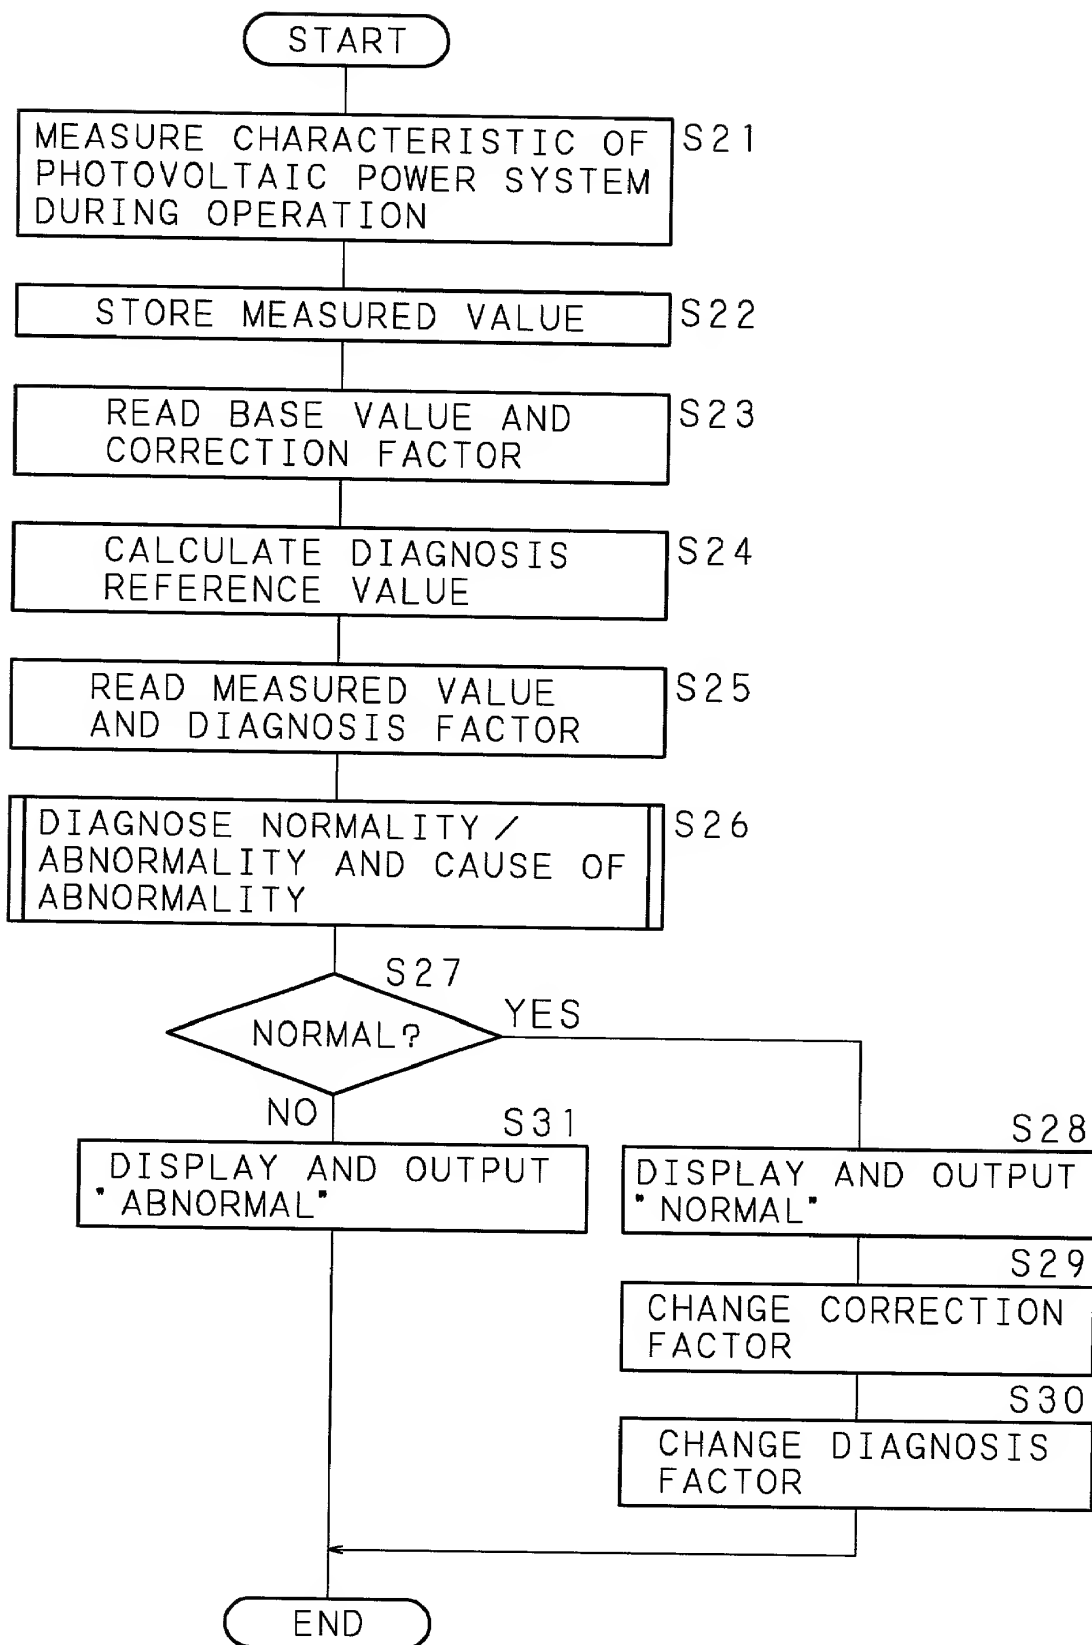 START
MEASURE CHARACTERISTIC OF
PHOTOVOLTAIC POWER SYSTEM
DURING OPERATION
S21
STORE MEASURED VALUE
S22
READ BASE VALUE AND
CORRECTION FACTOR
S23
CALCULATE DIAGNOSIS
REFERENCE VALUE
S24
READ MEASURED VALUE
AND DIAGNOSIS FACTOR
S25
DIAGNOSE NORMALITY/
ABNORMALITY AND CAUSE OF
ABNORMALITY
S26
S27
NORMAL?
YES
NO
S31
DISPLAY AND OUTPUT
"ABNORMAL"
S28
DISPLAY AND OUTPUT
"NORMAL"
S29
CHANGE CORRECTION
FACTOR
S30
CHANGE DIAGNOSIS
FACTOR
END